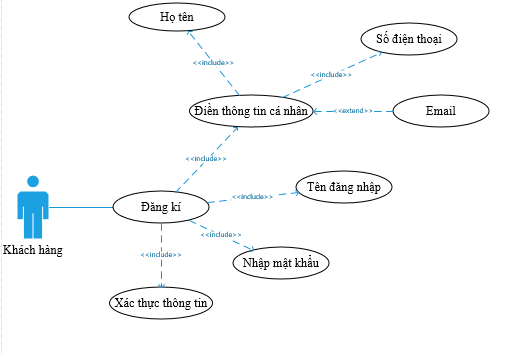 Họ tên
Số điện thoại
<<include>>
<<include>>
Điền thông tin cá nhân
<<extend>>
Email
<<include>>
Tên đăng nhập
<<include>>
Đăng kí
<<include>>
Khách hàng
<<include>>
Nhập mật khẩu
Xác thực thông tin